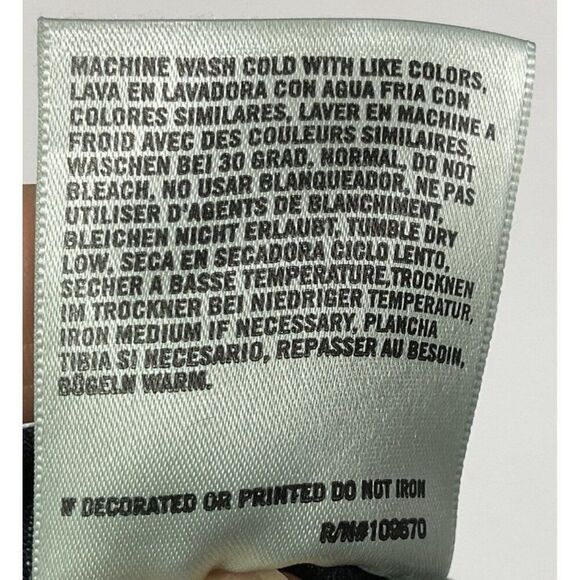 MACHINE WASH COLD WITH LIKE COLORS,
LAVA EN LAVADORA CON AGUA FRIA CON
COLORES SIMILARES, LAVER EN MACHINE A
FROID AVEC DES COULEURS SIMILAIRES,
WASCHEN BEI 30 GRAD, NORMAL, DO NOT
BLEACH, NO USAR BLANQUEADOR, NE PAS
UTILISER D'AGENTS DE BLANCHIMENT,
BLEICHEN NICHT ERLAUBT, TUMBLE DRY
LOW, SECA EN SECADORA CICLO LENTO,
SECHER A BASSE TEMPERATURE,TROCKNEN
IM TROCKNER BEI NIEDRIGER TEMPERATUR,
IRON MEDIUM IF NECESSARY, PLANCHA
TIBIA SI NECESARIO, REPASSER AU BESOIN,
BÜGELN WARM.
IF DECORATED OR PRINTED DO NOT IRON
R/N#109670